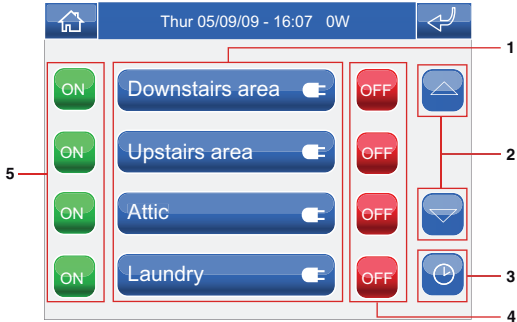 Thur 05/09/09 - 16:07 0W
1
ON Downstairs area OFF
ON Upstairs area OFF
2
5
ON Attic OFF
ON Laundry OFF
3
4